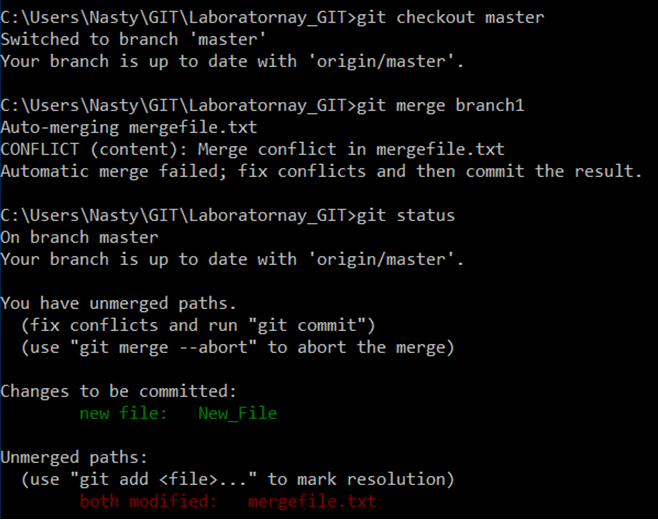 C:\Users\Nasty\GIT\Laboratornay_GIT>git checkout master
Switched to branch 'master'
Your branch is up to date with 'origin/master'.
C:\Users\Nasty\GIT\Laboratornay_GIT>git merge branch1
Auto-merging mergefile.txt
CONFLICT (content): Merge conflict in mergefile.txt
Automatic merge failed; fix conflicts and then commit the result.
C:\Users\Nasty\GIT\Laboratornay_GIT>git status
On branch master
Your branch is up to date with 'origin/master'.
You have unmerged paths.
(fix conflicts and run "git commit")
(use "git merge --abort" to abort the merge)
Changes to be committed:
new file: New_File
Unmerged paths:
(use "git add <file>..." to mark resolution)
both modified: mergefile.txt